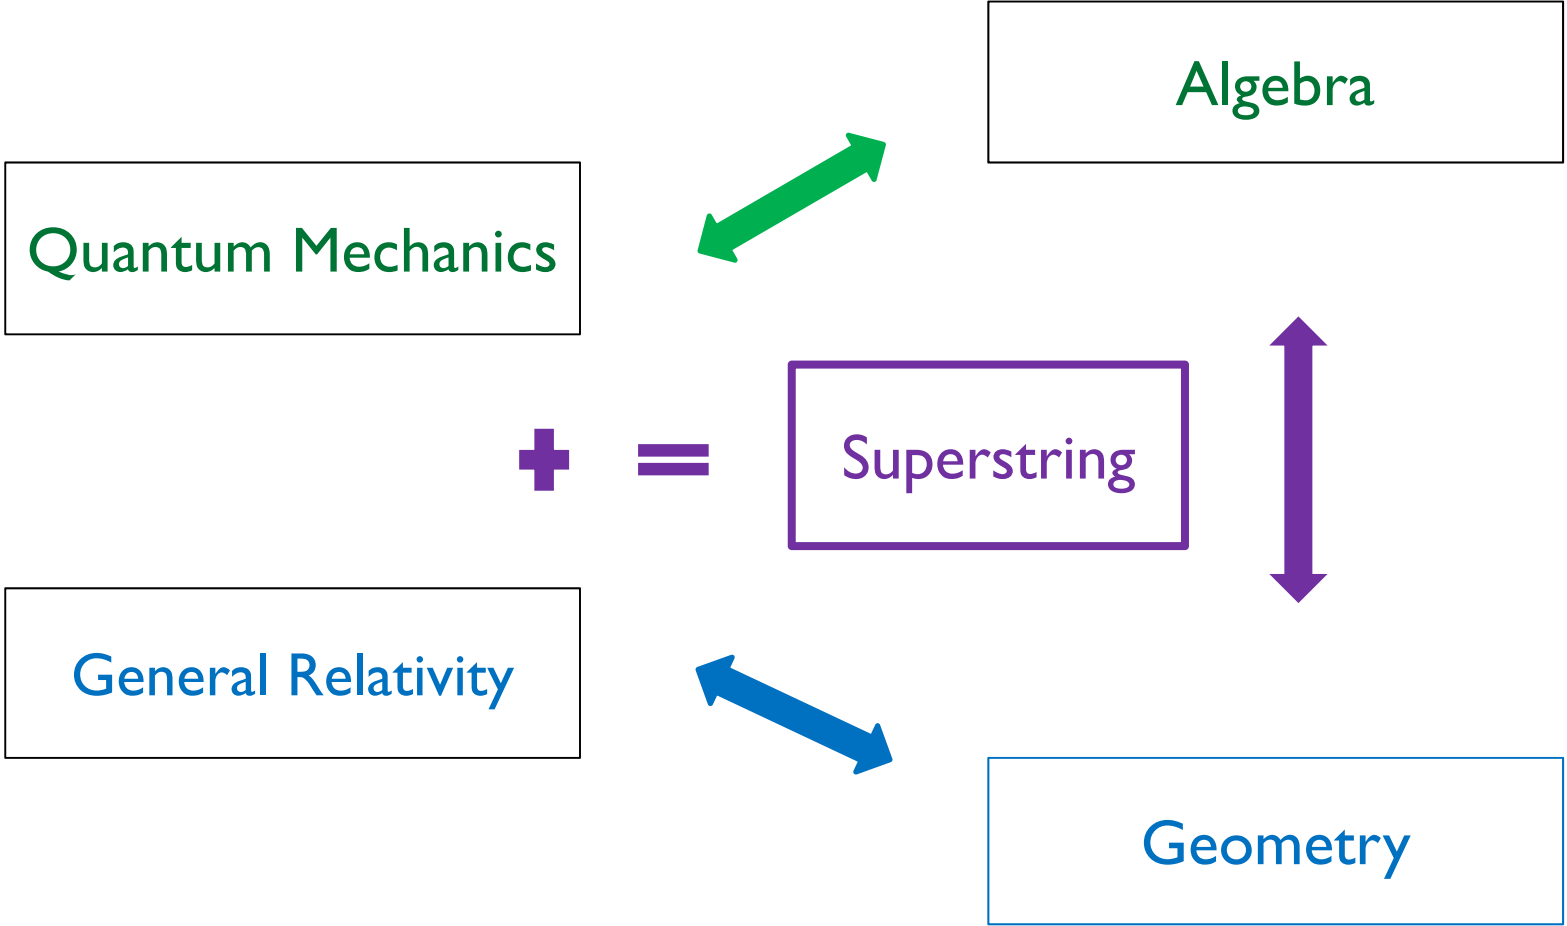 Algebra
Quantum Mechanics
+ = Superstring
General Relativity
Geometry